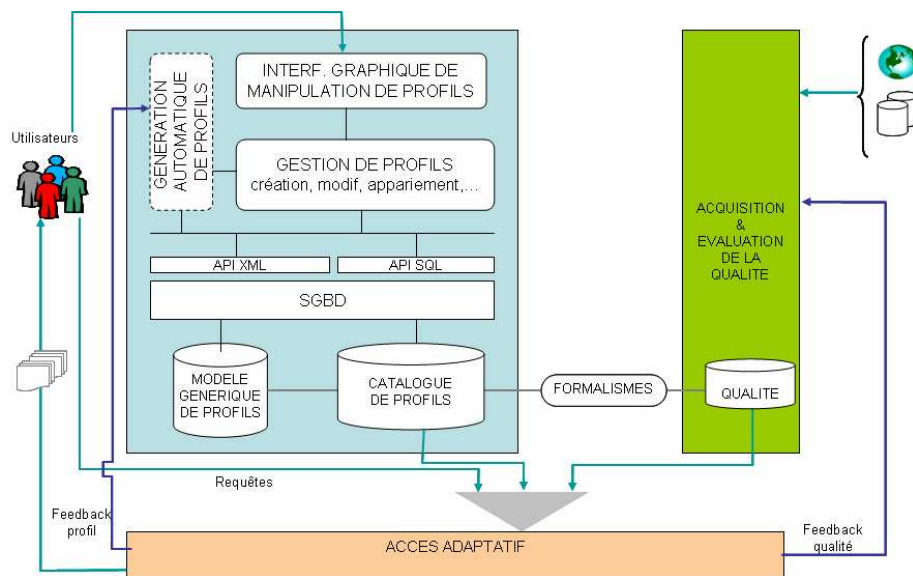 INTERF. GRAPHIQUE DE
MANIPULATION DE PROFILS
GENERATION
AUTOMATIQUE
DE PROFILS
Utilisateurs
GESTION DE PROFILS
création, modif, appariement,...
ACQUISITION
&
EVALUATION
DE LA
QUALITE
API XML
API SQL
SGBD
MODELE
GENERIQUE
DE PROFILS
CATALOGUE
DE PROFILS
FORMALISMES
QUALITE
Requêtes
Feedback
profil
ACCES ADAPTATIF
Feedback
qualité